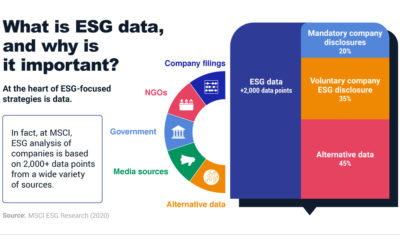 What is ESG data,
and why is
it important?
At the heart of ESG-focused
strategies is data.
In fact, at MSCI,
ESG analysis of
companies is based
on 2,000+ data points
from a wide variety
of sources.
Source: MSCI ESG Research (2020)
Company filings
NGOs
Government
Media sources
Alternative data
ESG data
+2,000 data points
Mandatory company
disclosures
20%
Voluntary company
ESG disclosure
35%
Alternative data
45%